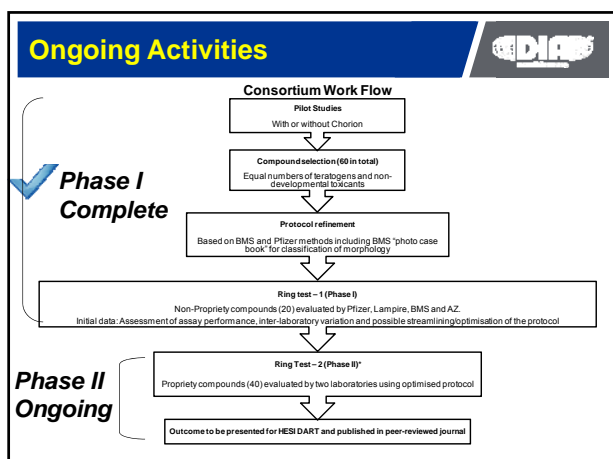 Ongoing Activities
DIA
Consortium Work Flow
Pilot Studies
With or without Chorion
Compound selection (60 in total)
Equal numbers of teratogens and non-
developmental toxicants
Phase I
Complete
Protocol refinement
Based on BMS and Pfizer methods including BMS "photo case
book" for classification of morphology
Ring test – 1 (Phase I)
Non-Propriety compounds (20) evaluated by Pfizer, Lampire, BMS and AZ.
Initial data: Assessment of assay performance, inter-laboratory variation and possible streamlining/optimisation of the protocol
Phase II
Ongoing
Ring Test – 2 (Phase II)*
Propriety compounds (40) evaluated by two laboratories using optimised protocol
Outcome to be presented for HESI DART and published in peer-reviewed journal